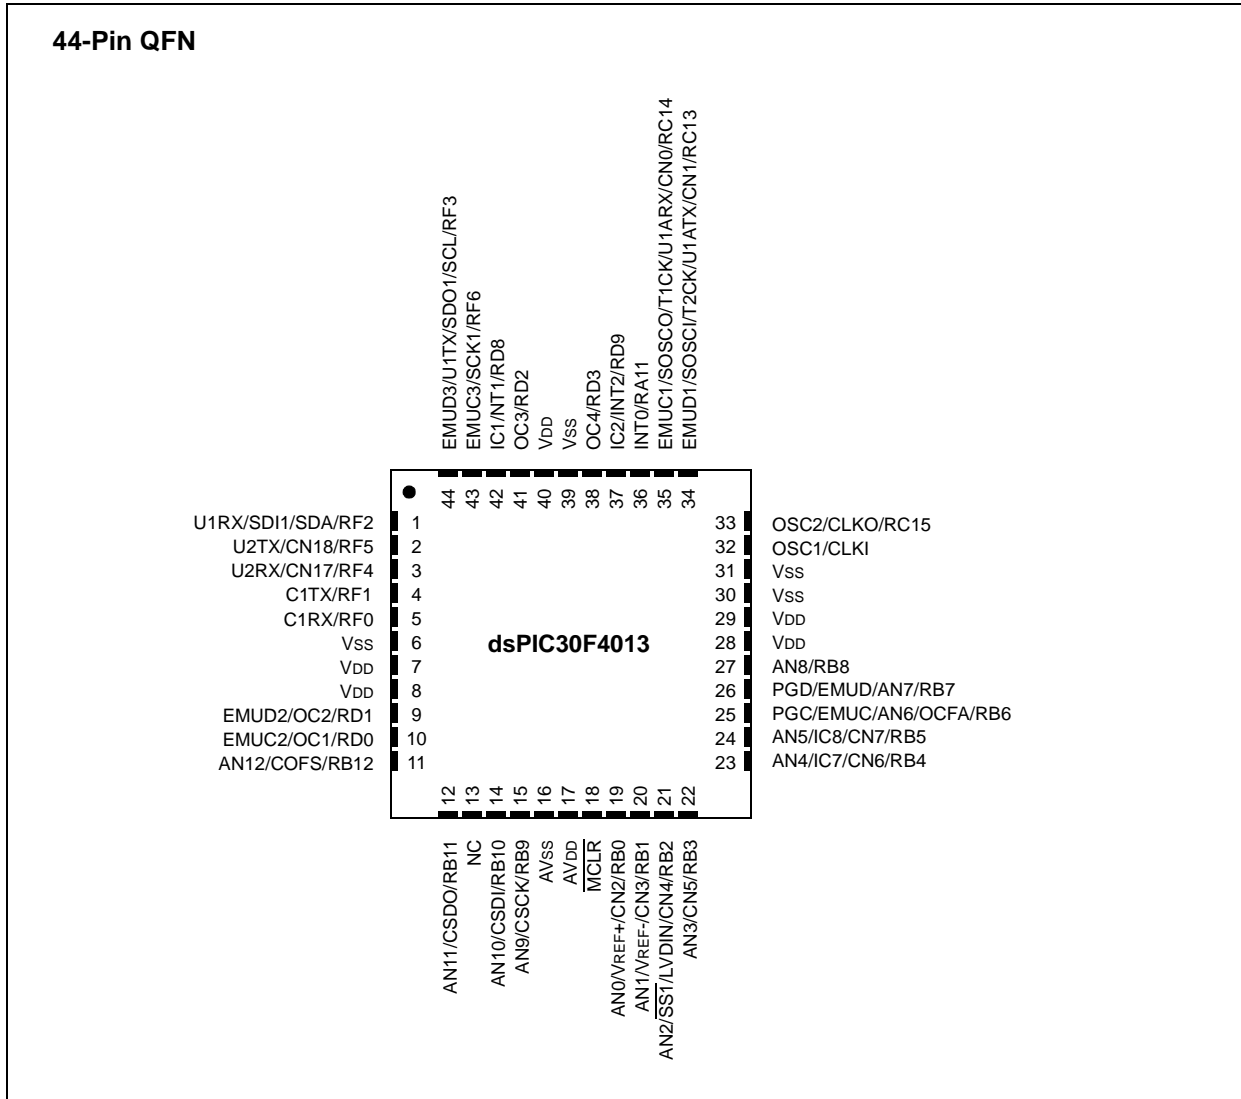 44-Pin QFN
EMUD3/U1TX/SDO1/SCL/RF3
EMUC3/SCK1/RF6
IC1/NT1/RD8
OC3/RD2
VDD
VSS
OC4/RD3
IC2/INT2/RD9
INT0/RA11
EMUC1/SOSCO/T1CK/U1ARX/CN0/RC14
EMUD1/SOSCI/T2CK/U1ATX/CN1/RC13
44 43 42 41 40 39 38 37 36 35 34
U1RX/SDI1/SDA/RF2 1
U2TX/CN18/RF5 2
U2RX/CN17/RF4 3
C1TX/RF1 4
C1RX/RF0 5
VSS 6
VDD 7
VDD 8
EMUD2/OC2/RD1 9
EMUC2/OC1/RD0 10
AN12/COFS/RB12 11
dsPIC30F4013
33 OSC2/CLKO/RC15
32 OSC1/CLKI
31 VSS
30 VSS
29 VDD
28 VDD
27 AN8/RB8
26 PGD/EMUD/AN7/RB7
25 PGC/EMUC/AN6/OCFA/RB6
24 AN5/IC8/CN7/RB5
23 AN4/IC7/CN6/RB4
12 13 14 15 16 17 18 19 20 21 22
AN11/CSDO/RB11
NC
AN10/CSDI/RB10
AN9/CSCK/RB9
AVSS
AVDD
MCLR
AN0/VREF+/CN2/RB0
AN1/VREF-/CN3/RB1
AN2/SS1/LVDIN/CN4/RB2
AN3/CN5/RB3